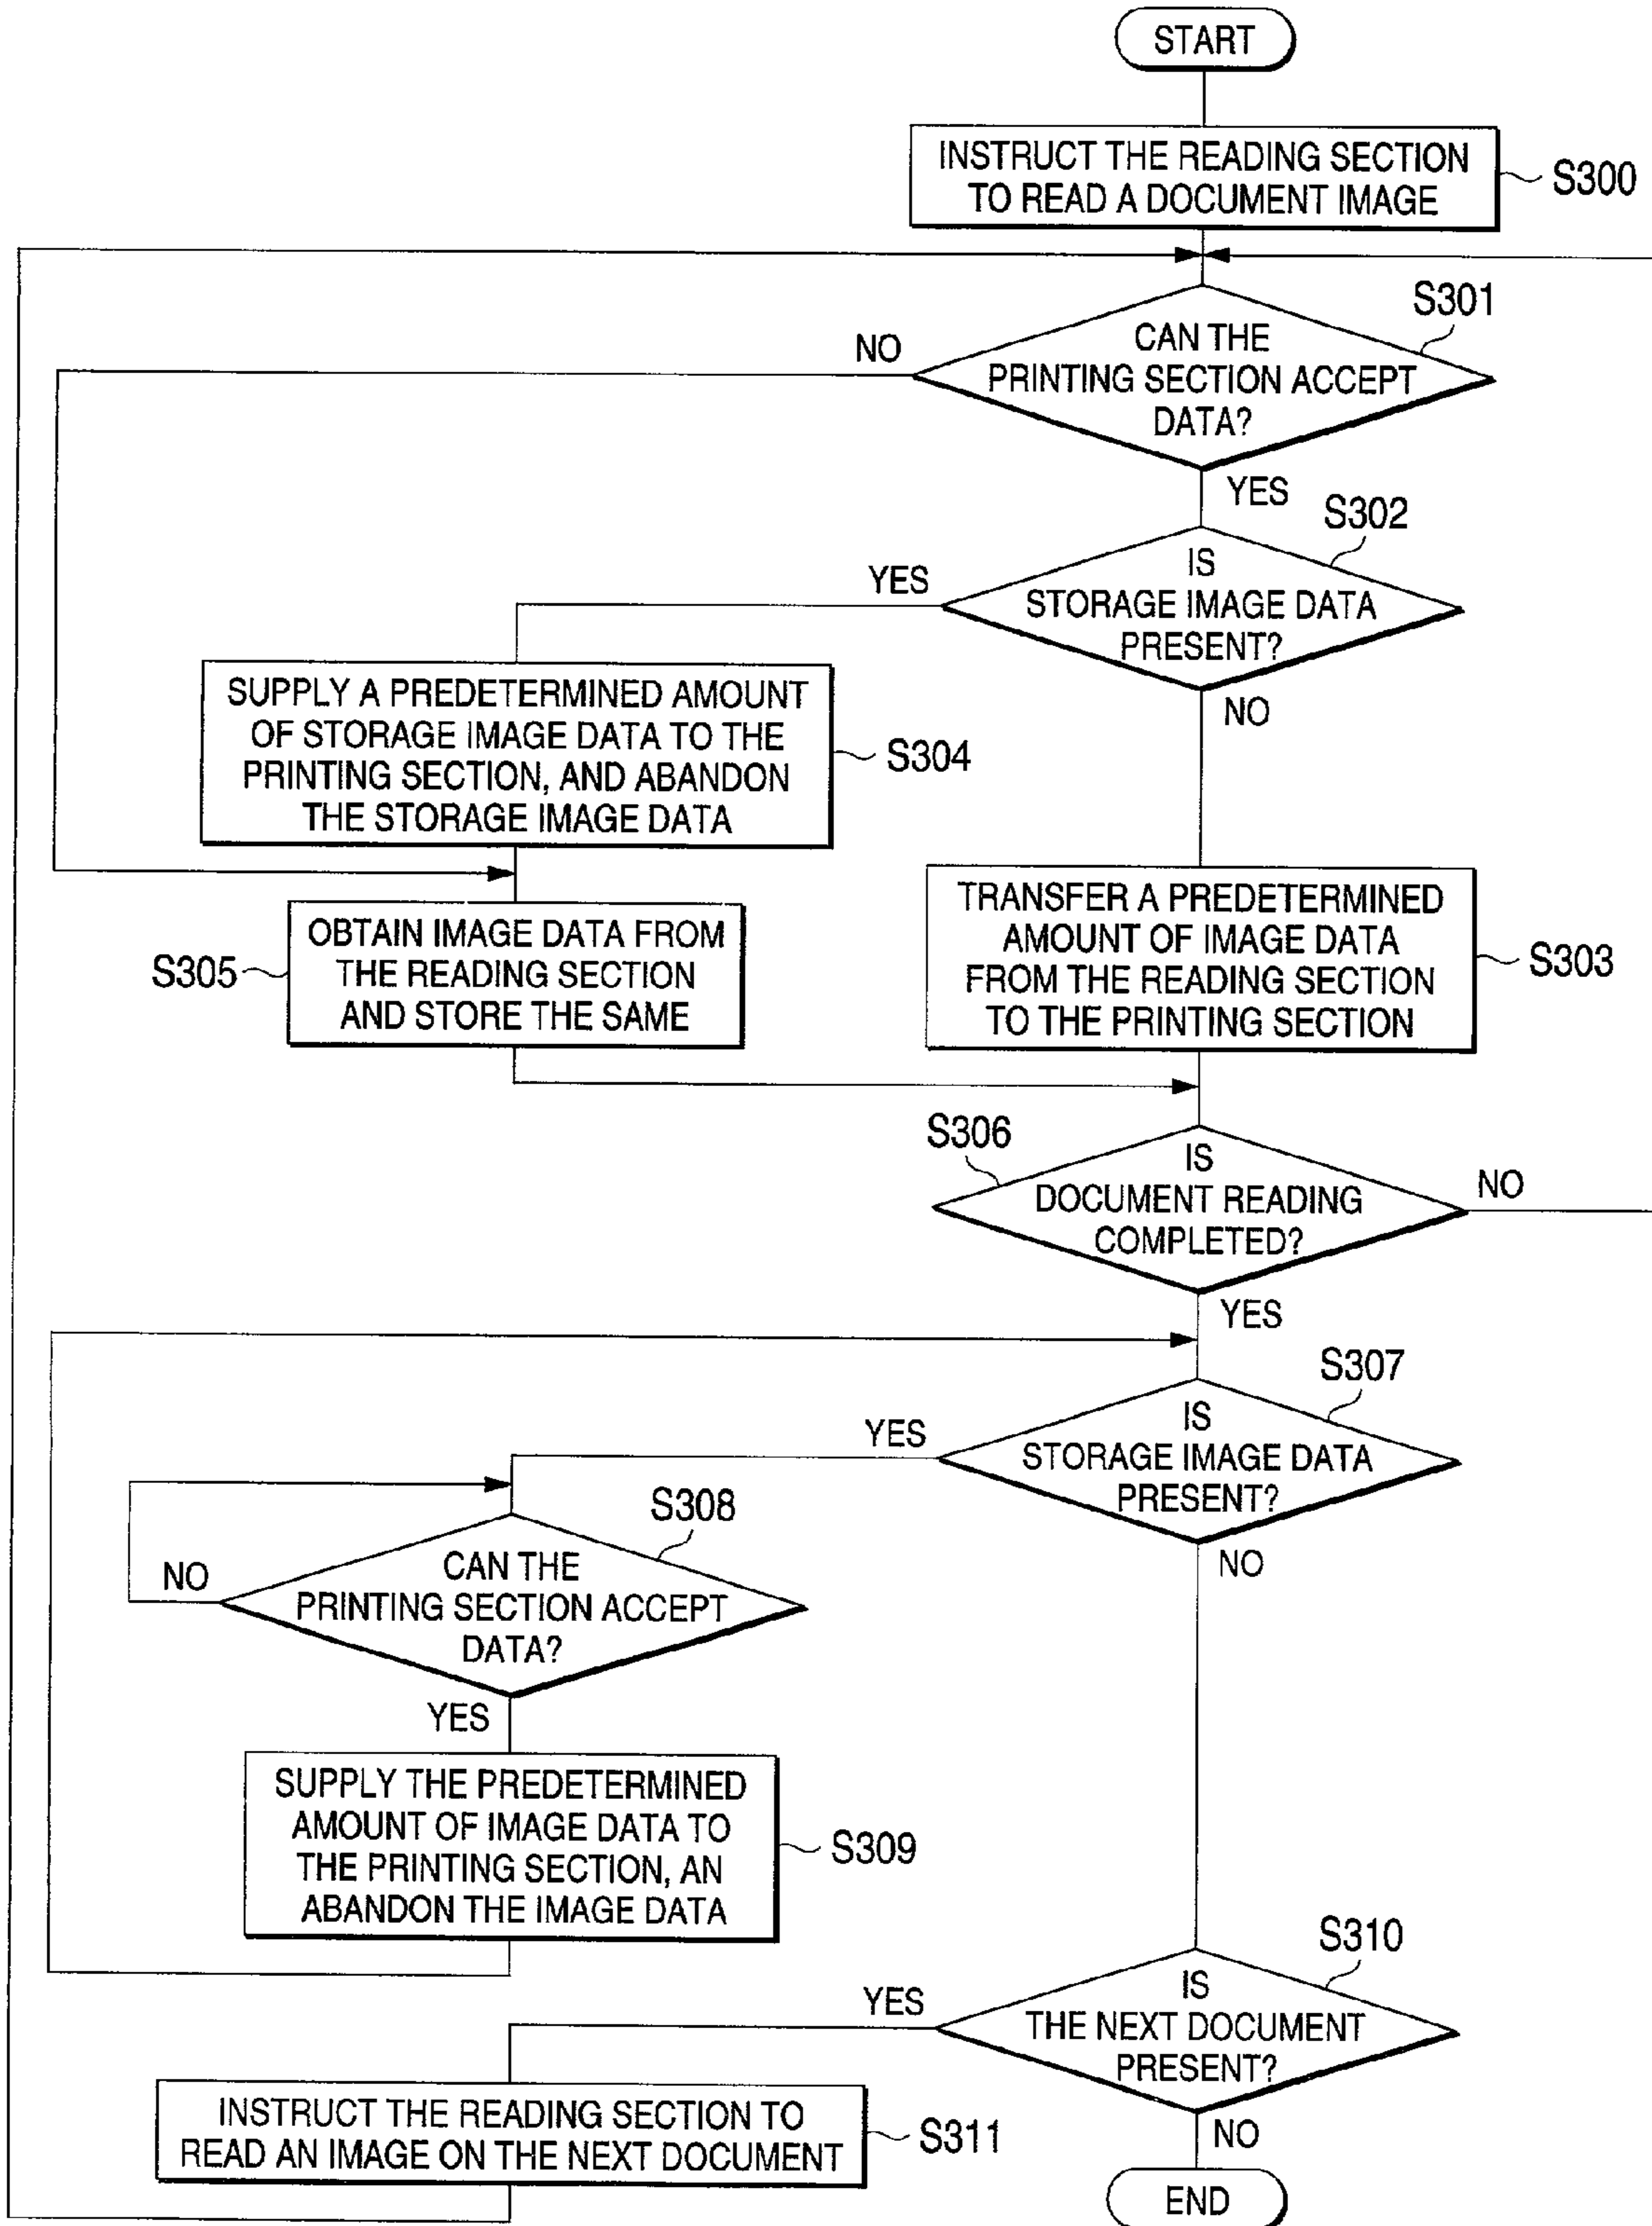 START
INSTRUCT THE READING SECTION
TO READ A DOCUMENT IMAGE
S300
S301
CAN THE
PRINTING SECTION ACCEPT
DATA?
NO
YES
S302
IS
STORAGE IMAGE DATA
PRESENT?
YES
NO
SUPPLY A PREDETERMINED AMOUNT
OF STORAGE IMAGE DATA TO THE
PRINTING SECTION, AND ABANDON
THE STORAGE IMAGE DATA
S304
OBTAIN IMAGE DATA FROM
THE READING SECTION
AND STORE THE SAME
S305
TRANSFER A PREDETERMINED
AMOUNT OF IMAGE DATA
FROM THE READING SECTION
TO THE PRINTING SECTION
S303
S306
IS
DOCUMENT READING
COMPLETED?
NO
YES
S307
IS
STORAGE IMAGE DATA
PRESENT?
YES
NO
S308
CAN THE
PRINTING SECTION ACCEPT
DATA?
NO
YES
SUPPLY THE PREDETERMINED
AMOUNT OF IMAGE DATA TO
THE PRINTING SECTION, AN
ABANDON THE IMAGE DATA
S309
S310
IS
THE NEXT DOCUMENT
PRESENT?
YES
NO
INSTRUCT THE READING SECTION TO
READ AN IMAGE ON THE NEXT DOCUMENT
S311
END